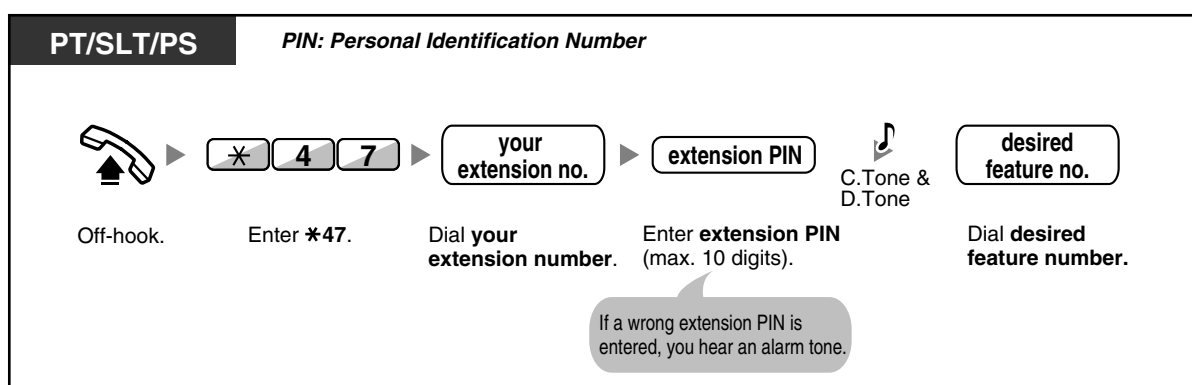 PT/SLT/PS
PIN: Personal Identification Number
✳ 4 7
your
extension no.
extension PIN
C.Tone &
D.Tone
desired
feature no.
Off-hook.
Enter ✳47.
Dial your
extension number.
Enter extension PIN
(max. 10 digits).
Dial desired
feature number.
If a wrong extension PIN is
entered, you hear an alarm tone.